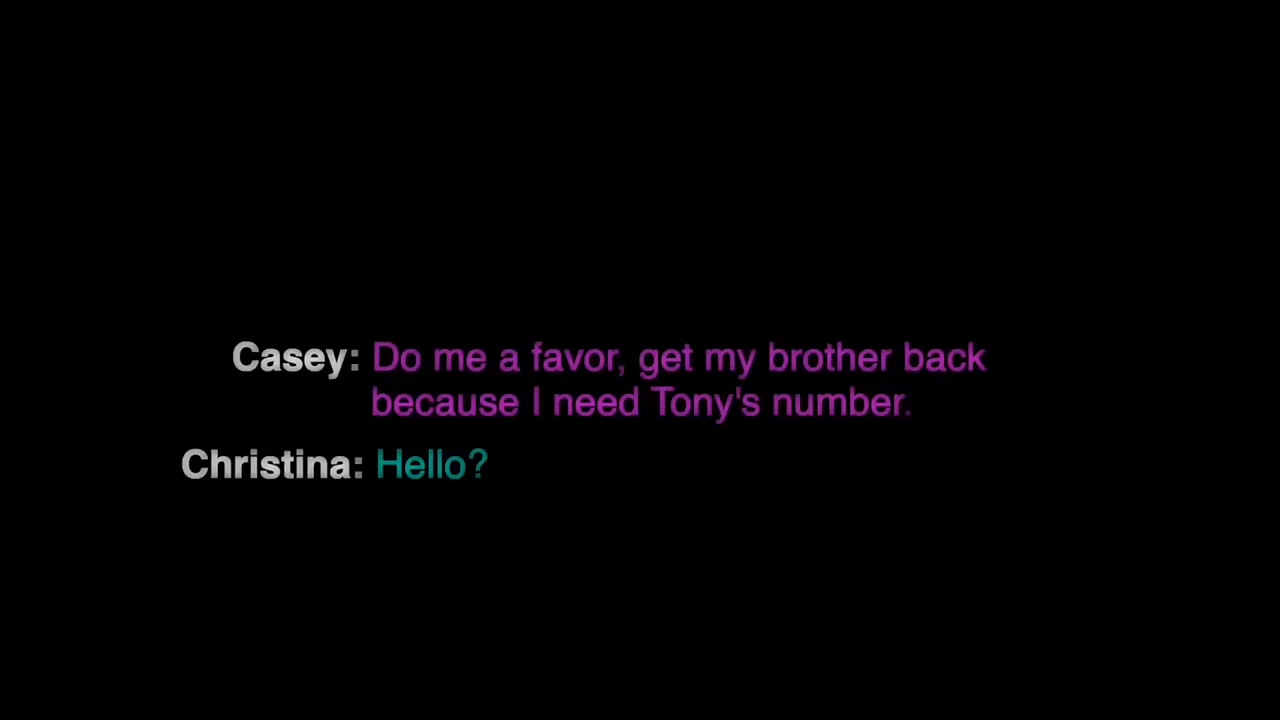 Casey: Do me a favor, get my brother back
because I need Tony's number.
Christina: Hello?